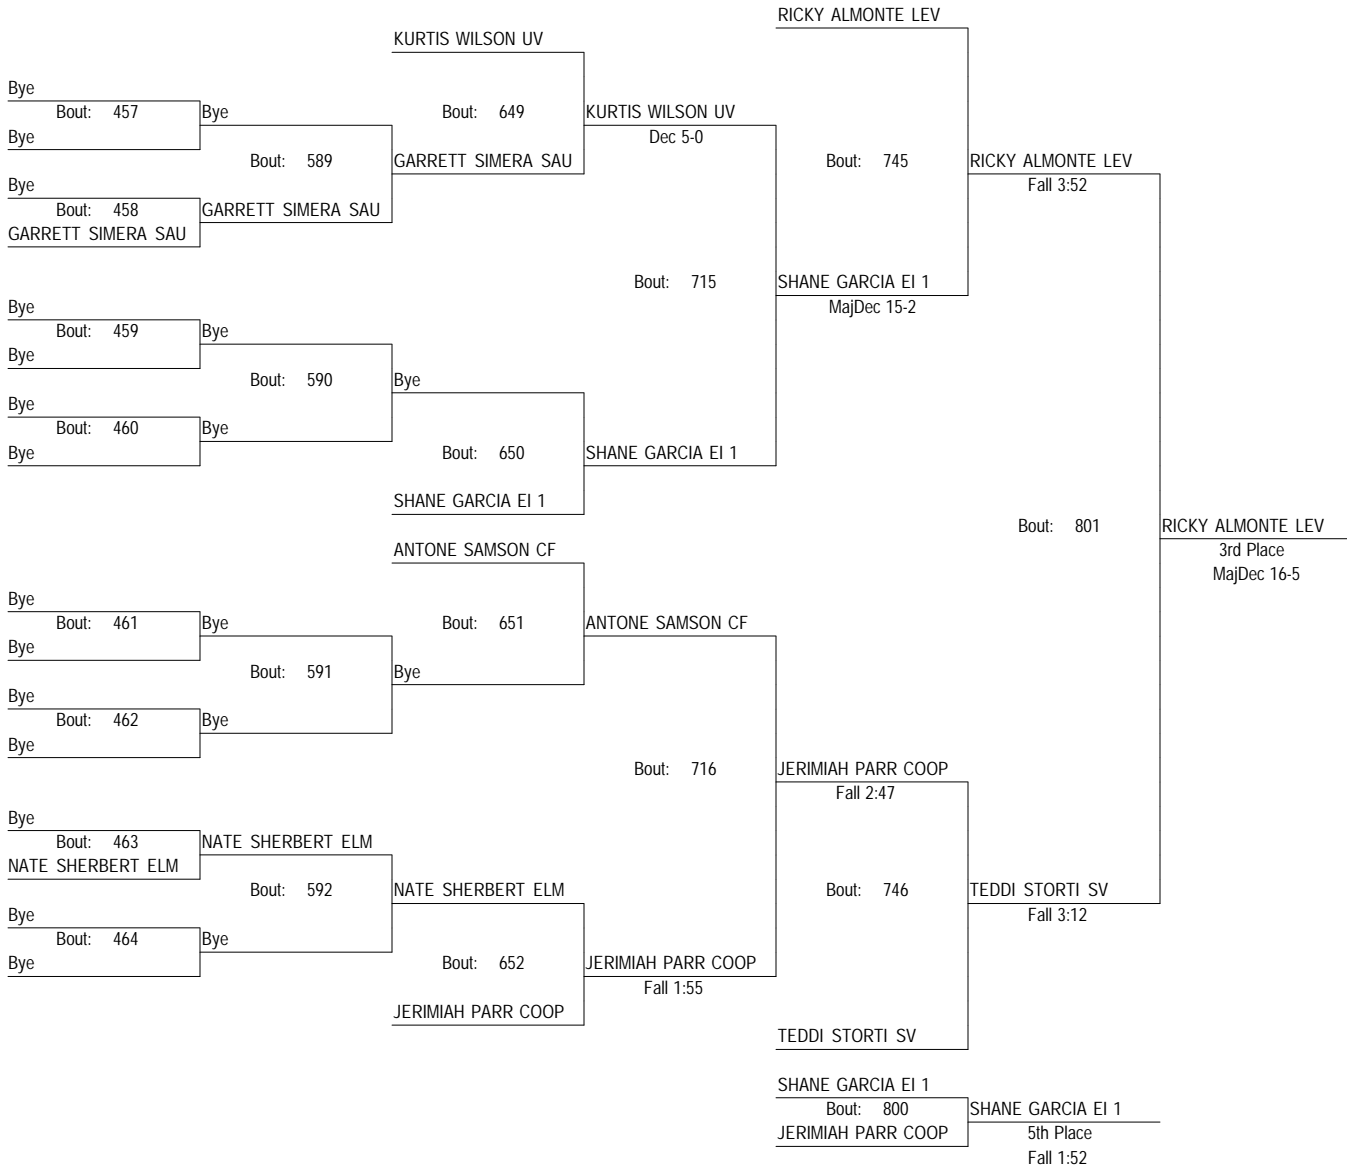 RICKY ALMONTE LEV
KURTIS WILSON UV
Bye
Bout: 457
Bye
Bout: 649
KURTIS WILSON UV
Bye
Dec 5-0
Bout: 589
GARRETT SIMERA SAU
Bout: 745
RICKY ALMONTE LEV
Bye
Fall 3:52
Bout: 458
GARRETT SIMERA SAU
GARRETT SIMERA SAU
Bout: 715
SHANE GARCIA EI 1
Bye
MajDec 15-2
Bout: 459
Bye
Bye
Bout: 590
Bye
Bye
Bout: 460
Bye
Bye
Bout: 650
SHANE GARCIA EI 1
SHANE GARCIA EI 1
Bout: 801
RICKY ALMONTE LEV
ANTONE SAMSON CF
3rd Place
MajDec 16-5
Bye
Bout: 461
Bye
Bout: 651
ANTONE SAMSON CF
Bye
Bout: 591
Bye
Bye
Bout: 462
Bye
Bye
Bout: 716
JERIMIAH PARR COOP
Fall 2:47
Bye
Bout: 463
NATE SHERBERT ELM
NATE SHERBERT ELM
Bout: 592
NATE SHERBERT ELM
Bout: 746
TEDDI STORTI SV
Bye
Fall 3:12
Bout: 464
Bye
Bye
Bout: 652
JERIMIAH PARR COOP
Fall 1:55
JERIMIAH PARR COOP
TEDDI STORTI SV
SHANE GARCIA EI 1
Bout: 800
SHANE GARCIA EI 1
JERIMIAH PARR COOP
5th Place
Fall 1:52